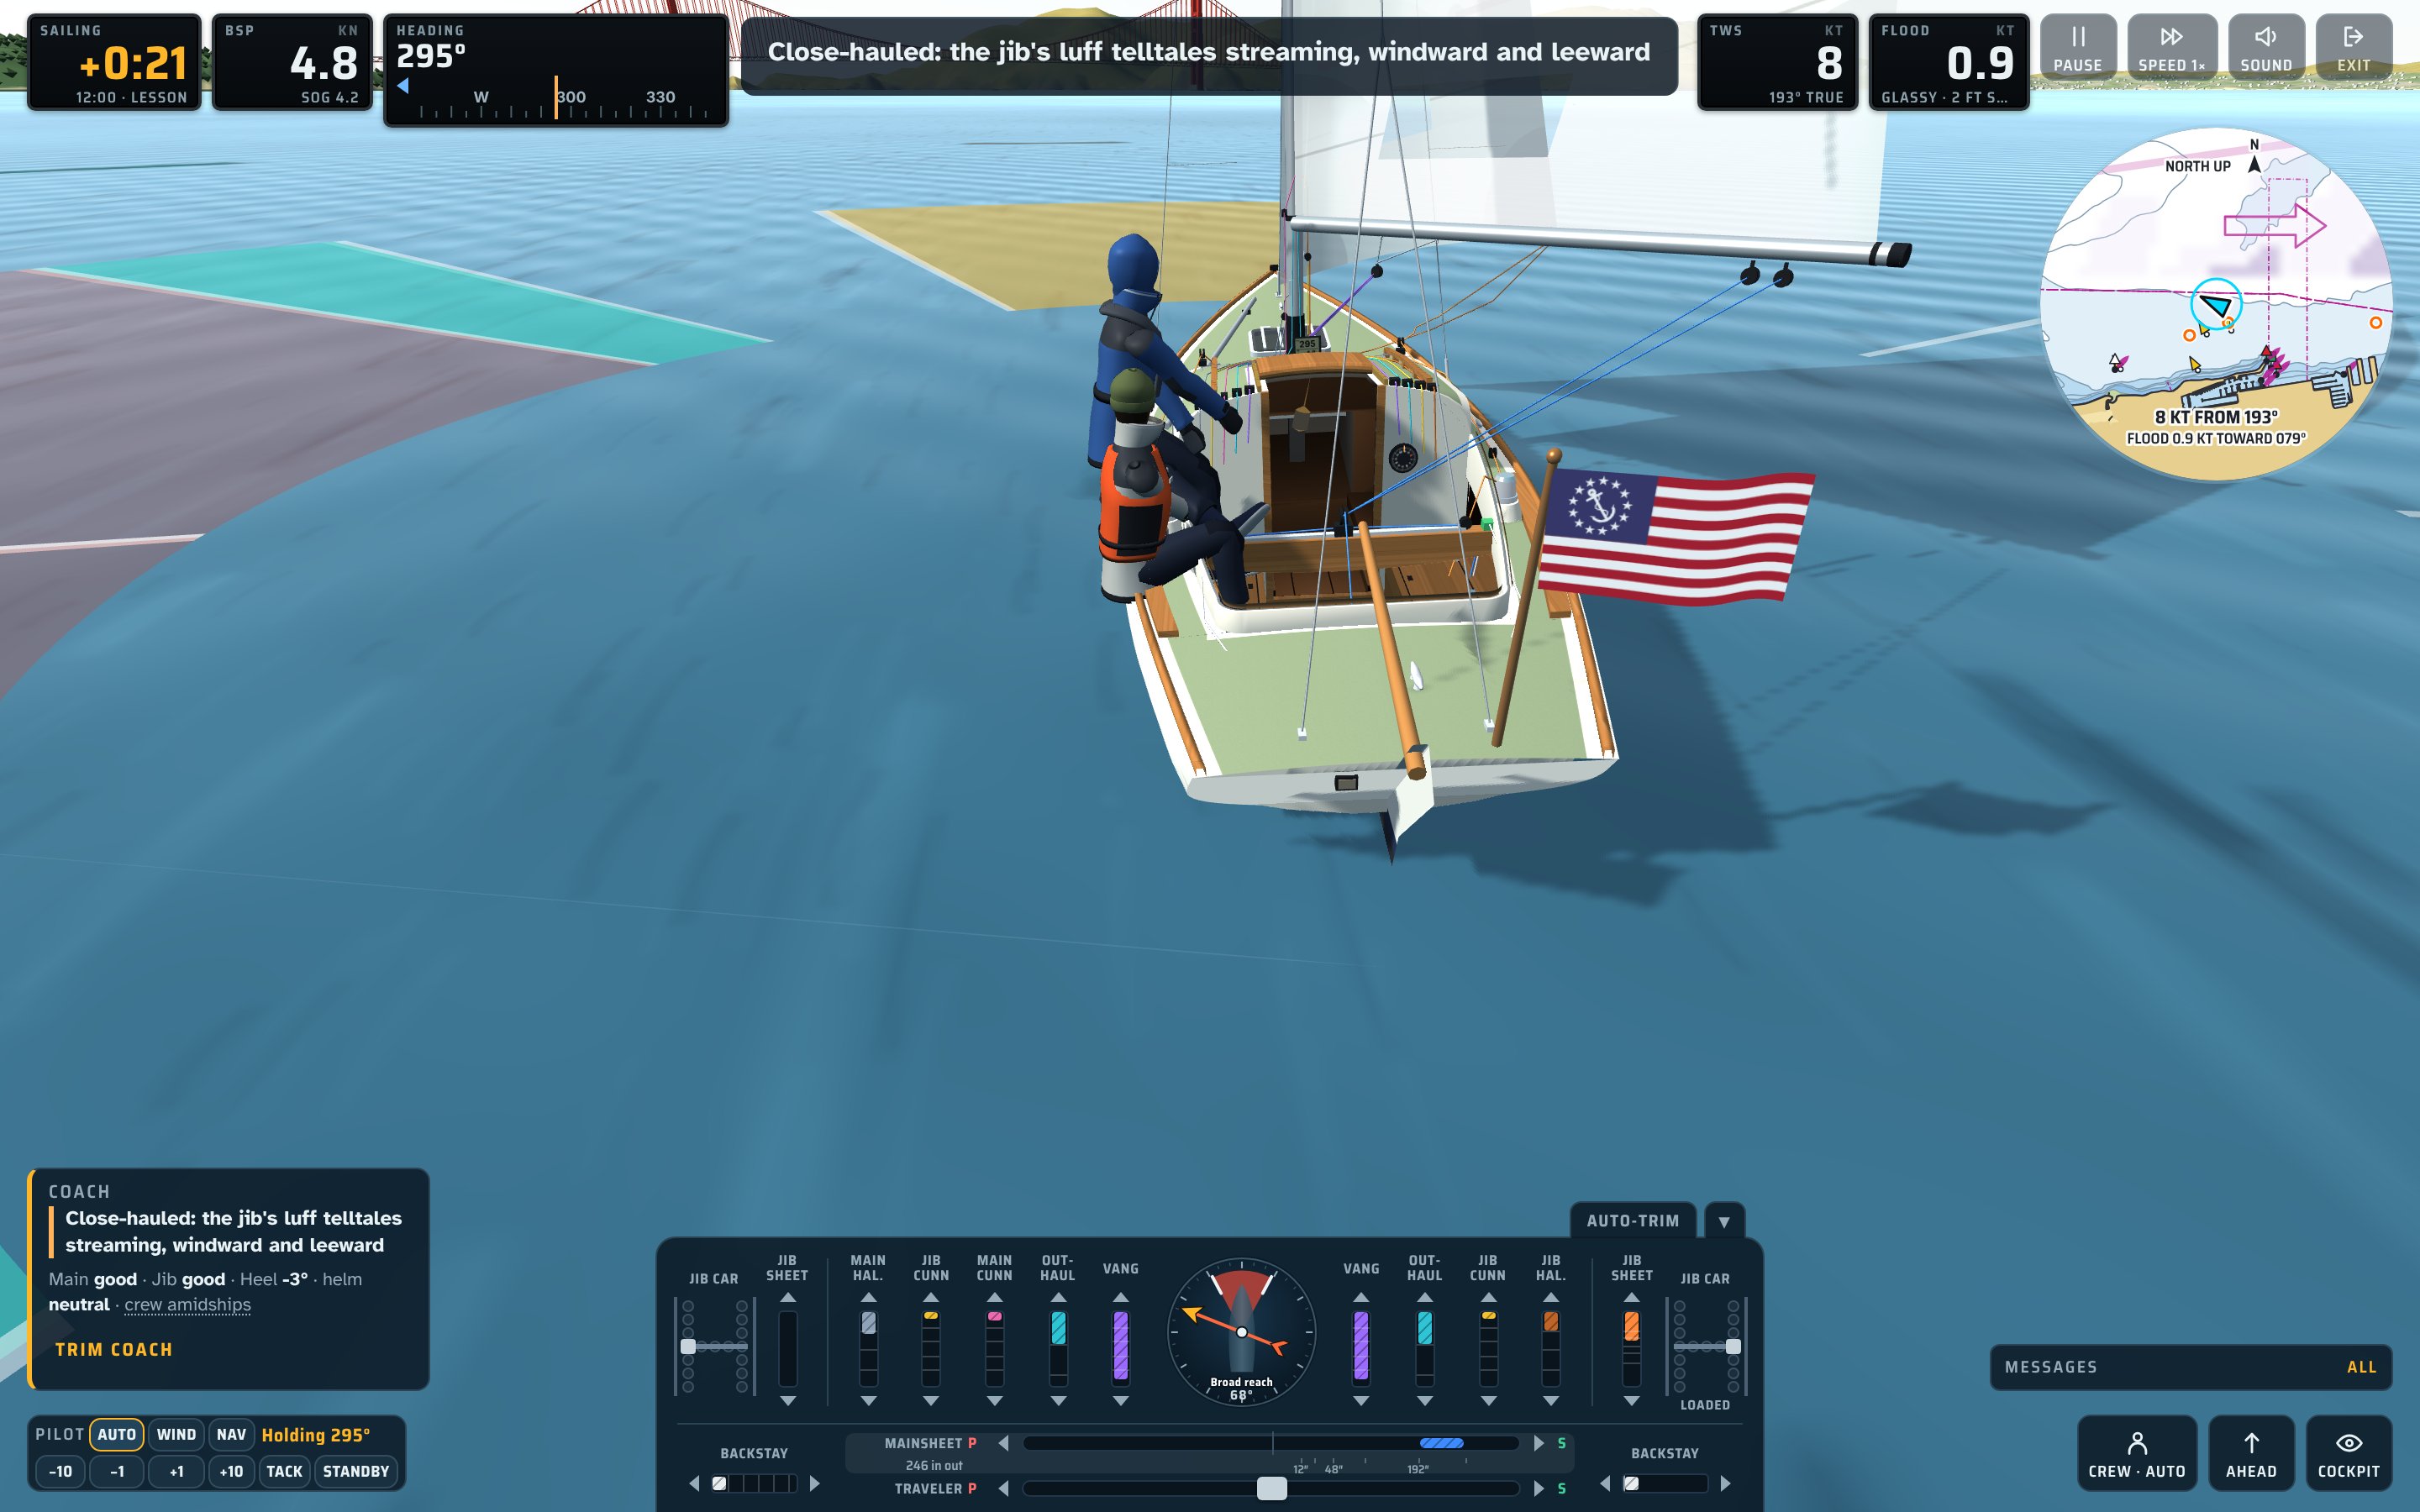 SAILING
+0:21
12:00 · LESSON
BSP KN
4.8
SOG 4.2
HEADING
295°
W 300 330
Close-hauled: the jib's luff telltales streaming, windward and leeward
TWS KT
8
193° TRUE
FLOOD KT
0.9
GLASSY · 2 FT S...
PAUSE
SPEED 1×
SOUND
EXIT
N
NORTH UP
8 KT FROM 193°
FLOOD 0.9 KT TOWARD 079°
295
COACH
Close-hauled: the jib's luff telltales
streaming, windward and leeward
Main good · Jib good · Heel -3° · helm
neutral · crew amidships
TRIM COACH
PILOT AUTO WIND NAV Holding 295°
-10 -1 +1 +10 TACK STANDBY
AUTO-TRIM ▼
JIB CAR
JIB SHEET
MAIN HAL.
JIB CUNN
MAIN CUNN
OUT-HAUL
VANG
Broad reach
68°
VANG
OUT-HAUL
JIB CUNN
JIB HAL.
JIB SHEET
JIB CAR
LOADED
BACKSTAY
MAINSHEET P S
246 in out
12" 48" 192"
TRAVELER P S
BACKSTAY
MESSAGES ALL
CREW · AUTO
AHEAD
COCKPIT